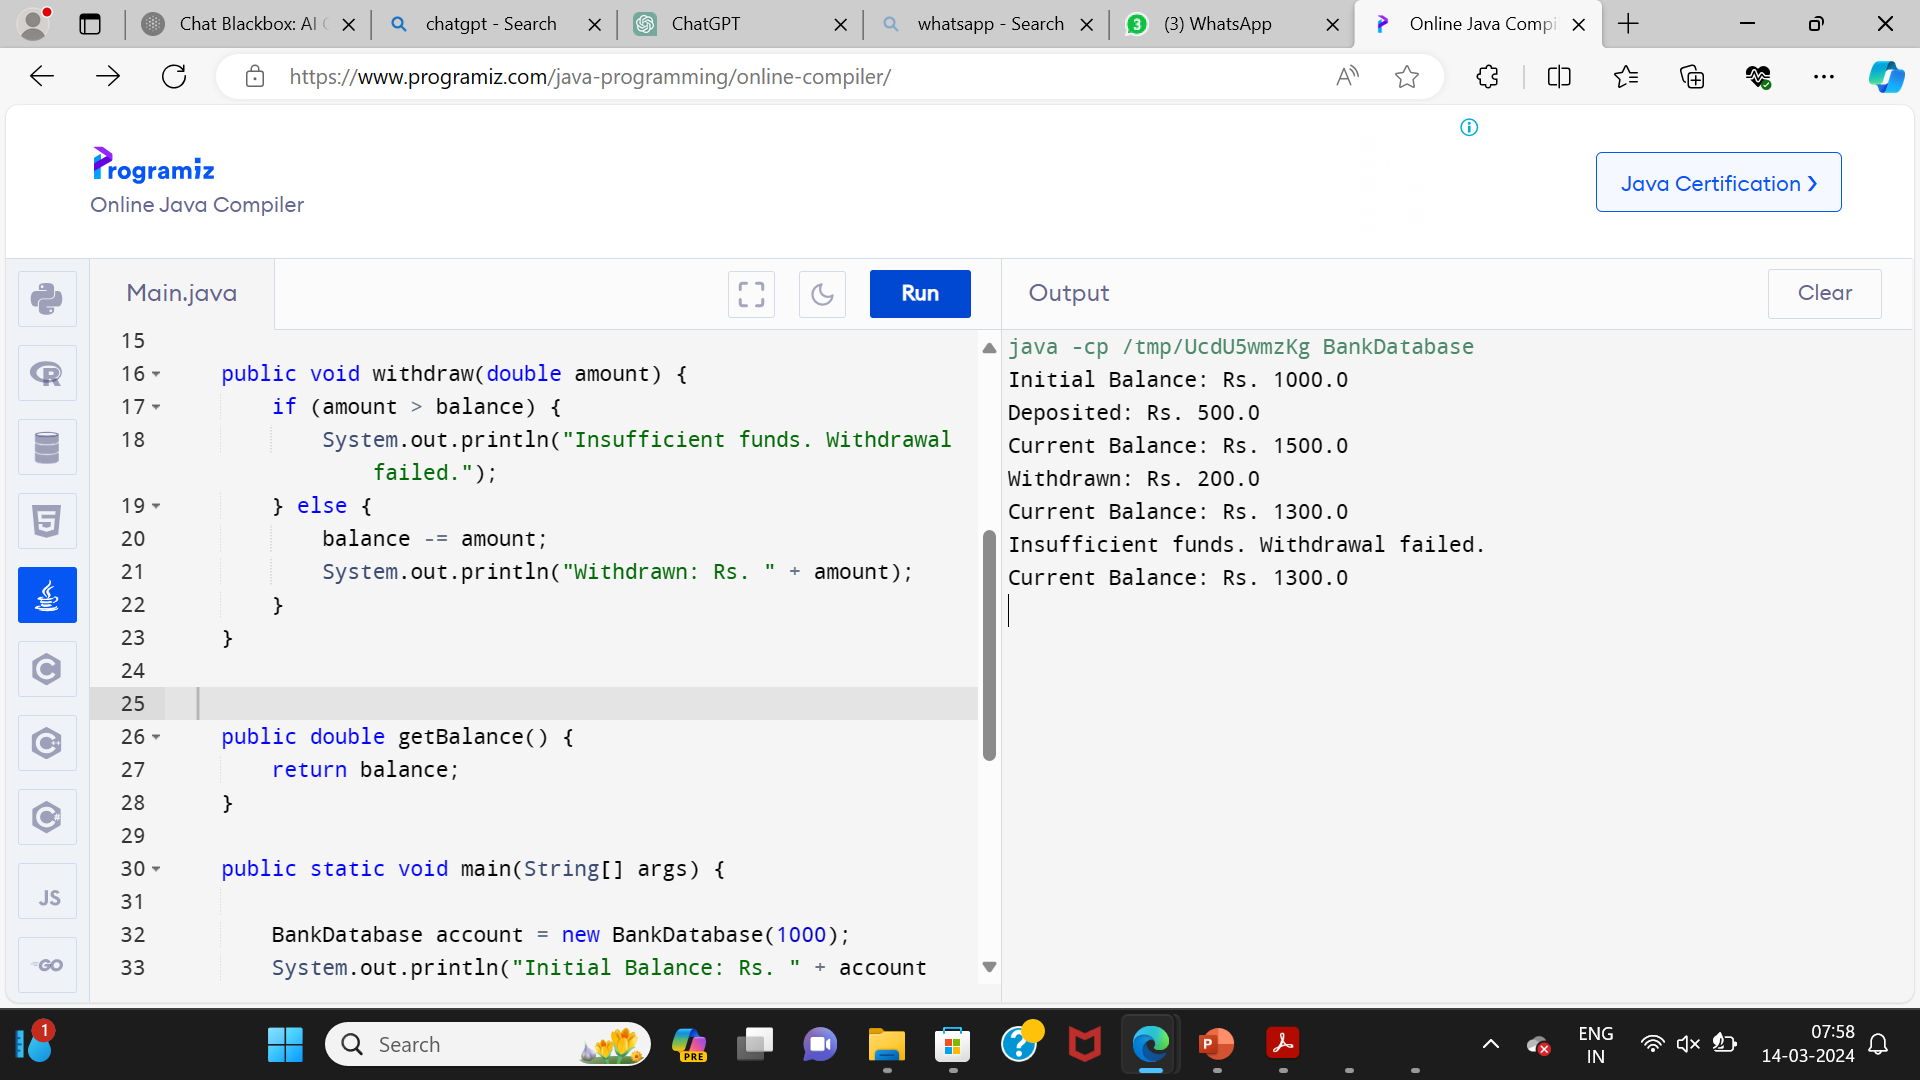 Chat Blackbox: AI
chatgpt - Search
ChatGPT
whatsapp - Search
3
(3) WhatsApp
Online Java Compi
https://www.programiz.com/java-programming/online-compiler/
Programiz
Online Java Compiler
Java Certification ❯
Main.java
Run
Output
Clear
15
16 public void withdraw(double amount) {
17 if (amount > balance) {
18 System.out.println("Insufficient funds. Withdrawal
failed.");
19 } else {
20 balance -= amount;
21 System.out.println("Withdrawn: Rs. " + amount);
22 }
23 }
24
25
26 public double getBalance() {
27 return balance;
28 }
29
30 public static void main(String[] args) {
31
32 BankDatabase account = new BankDatabase(1000);
33 System.out.println("Initial Balance: Rs. " + account
java -cp /tmp/UcdU5wmzKg BankDatabase
Initial Balance: Rs. 1000.0
Deposited: Rs. 500.0
Current Balance: Rs. 1500.0
Withdrawn: Rs. 200.0
Current Balance: Rs. 1300.0
Insufficient funds. Withdrawal failed.
Current Balance: Rs. 1300.0
R
5
C
C++
C#
JS
GO
1
Search
PRE
P
ENG
IN
07:58
14-03-2024